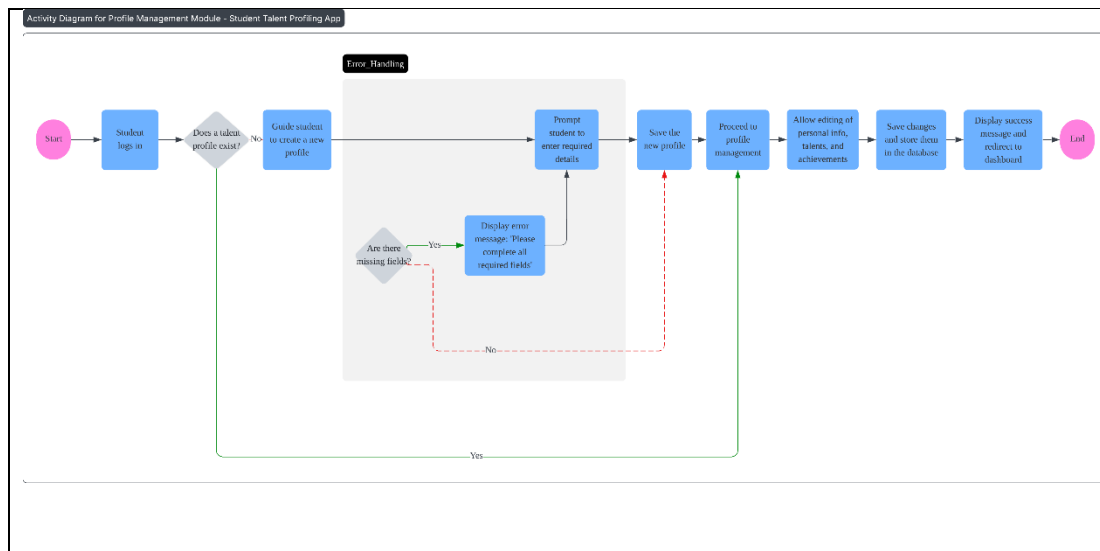 Activity Diagram for Profile Management Module - Student Talent Profiling App
Error_Handling
Start
Student
logs in
Does a talent
profile exist?
No
Guide student
to create a new
profile
Prompt
student to
enter required
details
Save the
new profile
Proceed to
profile
management
Allow editing of
personal info,
talents, and
achievements
Save changes
and store them
in the database
Display success
message and
redirect to
dashboard
End
Are there
missing fields?
Yes
Display error
message: 'Please
complete all
required fields'
No
Yes